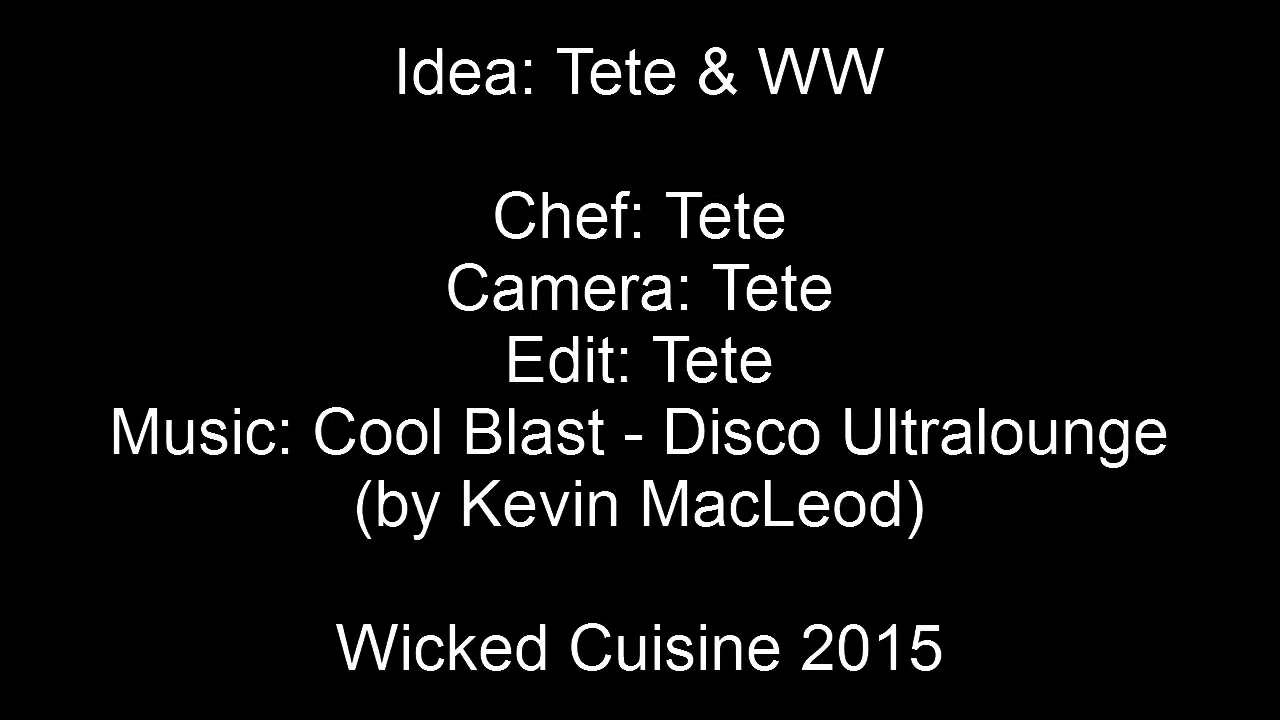 Idea: Tete & WW
Chef: Tete
Camera: Tete
Edit: Tete
Music: Cool Blast - Disco Ultralounge
(by Kevin MacLeod)
Wicked Cuisine 2015